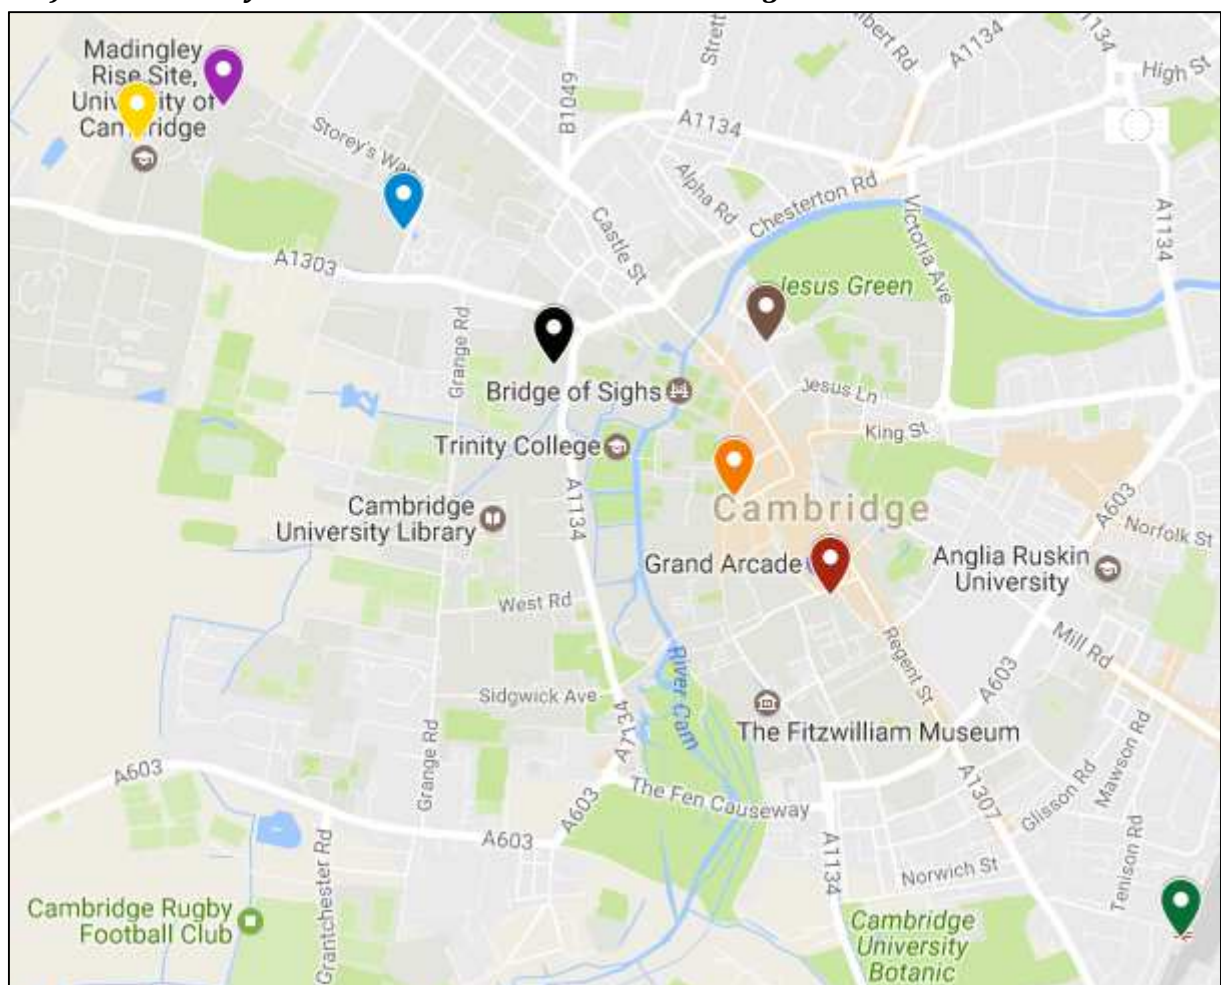 Madingley
Rise Site,
University of
Cambridge
Storey's Way
B1049
A1134
A1134
A1134
High St
Alpha Rd
Chesterton Rd
Victoria Ave
A1134
Castle St
A1303
Grange Rd
Jesus Green
Bridge of Sighs
Jesus Ln
King St
Trinity College
A1134
Cambridge
University Library
Cambridge
A603
Norfolk St
Grand Arcade
Anglia Ruskin
University
West Rd
Mill Rd
Regent St
River Cam
A603
Sidgwick Ave
A1134
The Fitzwilliam Museum
Grange Rd
A603
The Fen Causeway
A1307
Glisson Rd
Mawson Rd
A603
A603
A1134
Norwich St
Tenison Rd
Grantchester Rd
Cambridge Rugby
Football Club
Cambridge
University
Botanic